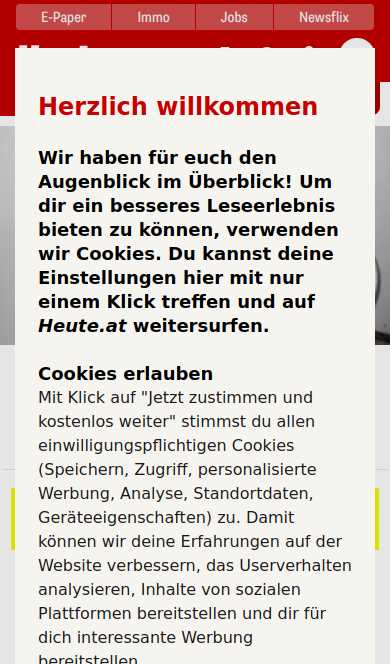 E-Paper
Immo
Jobs
Newsflix
Herzlich willkommen
Wir haben für euch den
Augenblick im Überblick! Um
dir ein besseres Leseerlebnis
bieten zu können, verwenden
wir Cookies. Du kannst deine
Einstellungen hier mit nur
einem Klick treffen und auf
Heute.at weitersurfen.
Cookies erlauben
Mit Klick auf "Jetzt zustimmen und
kostenlos weiter" stimmst du allen
einwilligungspflichtigen Cookies
(Speichern, Zugriff, personalisierte
Werbung, Analyse, Standortdaten,
Geräteeigenschaften) zu. Damit
können wir deine Erfahrungen auf der
Website verbessern, das Userverhalten
analysieren, Inhalte von sozialen
Plattformen bereitstellen und dir für
dich interessante Werbung
bereitstellen